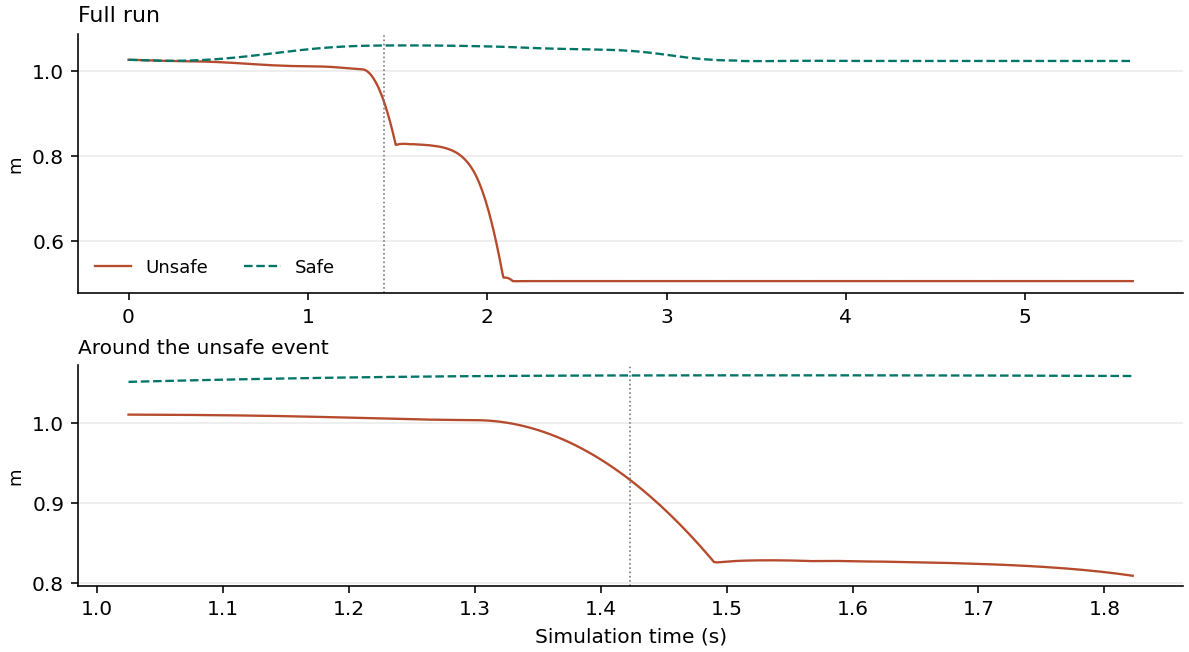 Full run
1.0
0.8
0.6
m
Unsafe Safe
0 1 2 3 4 5
Around the unsafe event
1.0
0.9
0.8
m
1.0 1.1 1.2 1.3 1.4 1.5 1.6 1.7 1.8
Simulation time (s)